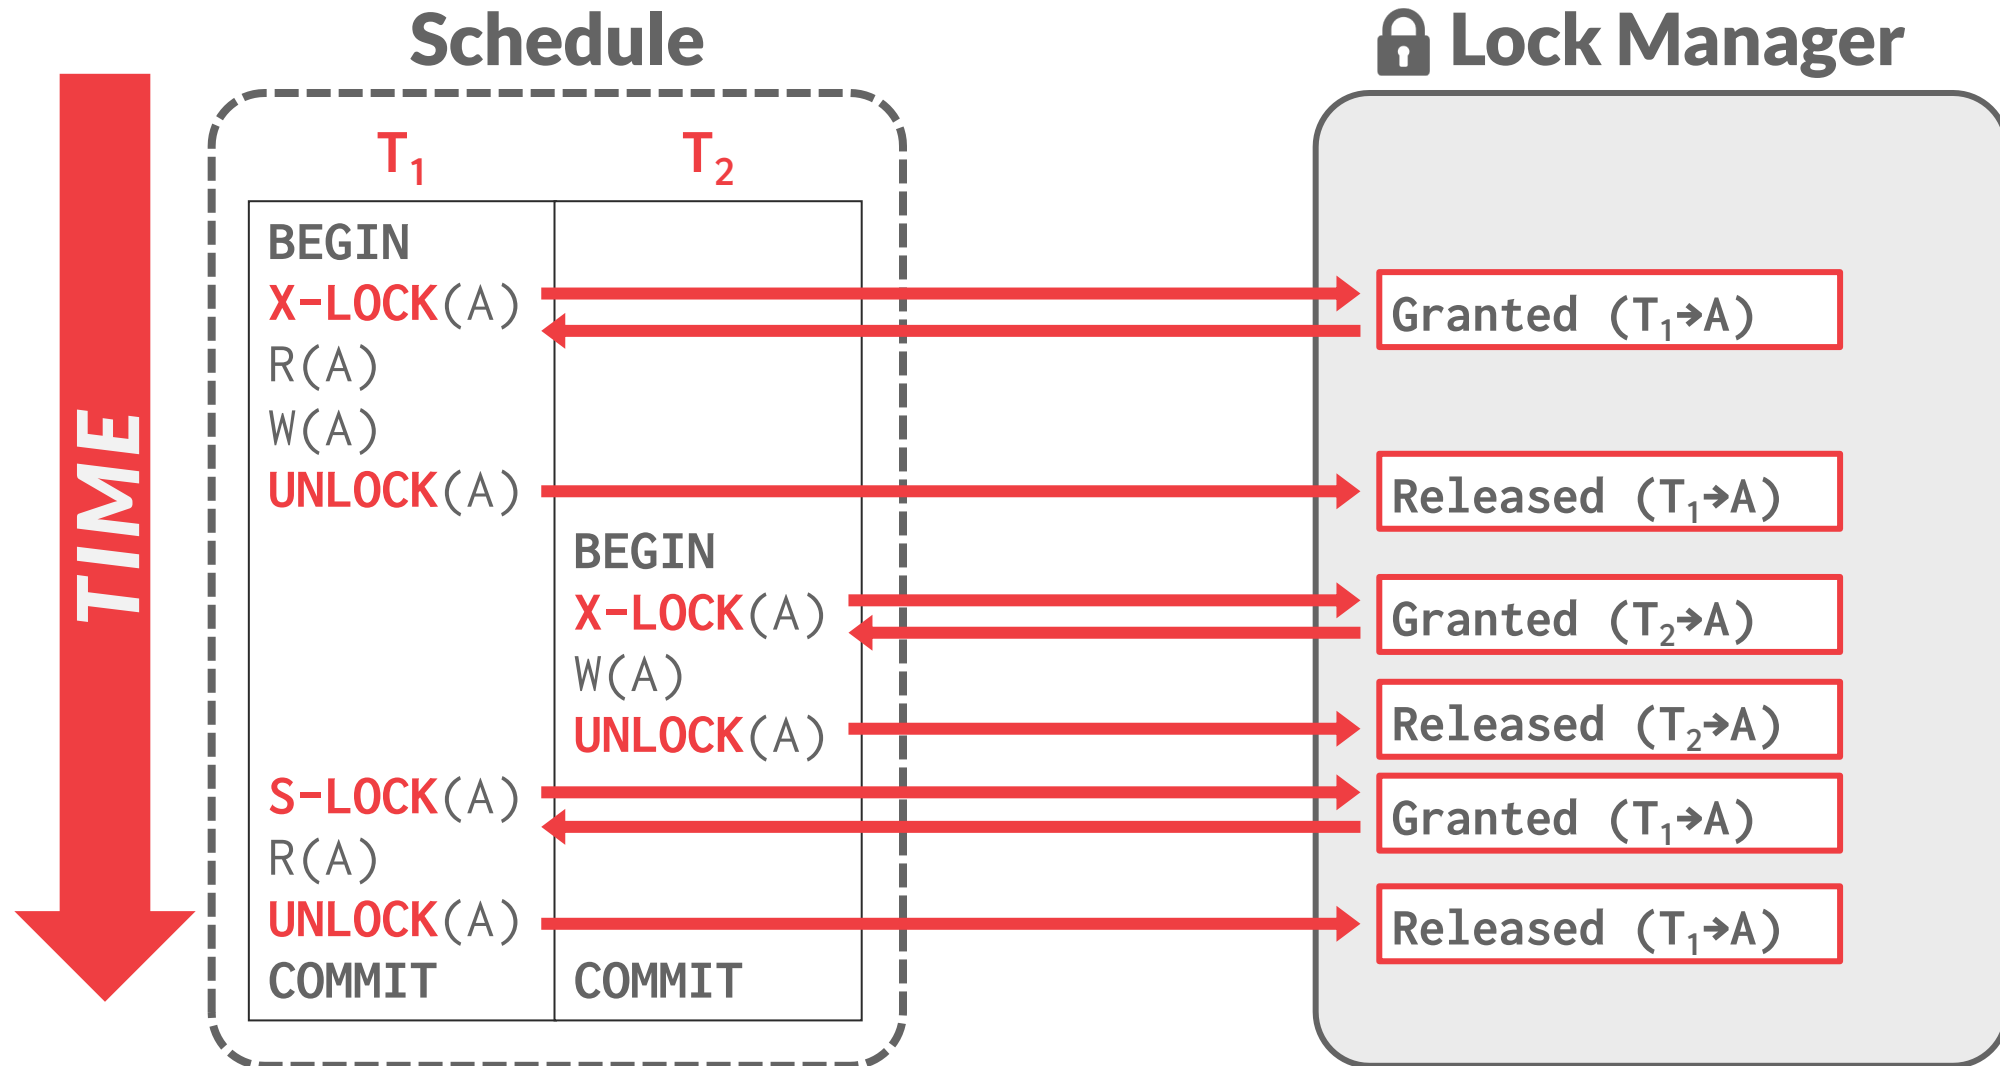 Schedule
Lock Manager
TIME
T₁ T₂
BEGIN
X-LOCK(A)
Granted (T₁→A)
R(A)
W(A)
UNLOCK(A)
Released (T₁→A)
BEGIN
X-LOCK(A)
Granted (T₂→A)
W(A)
UNLOCK(A)
Released (T₂→A)
S-LOCK(A)
Granted (T₁→A)
R(A)
UNLOCK(A)
Released (T₁→A)
COMMIT COMMIT